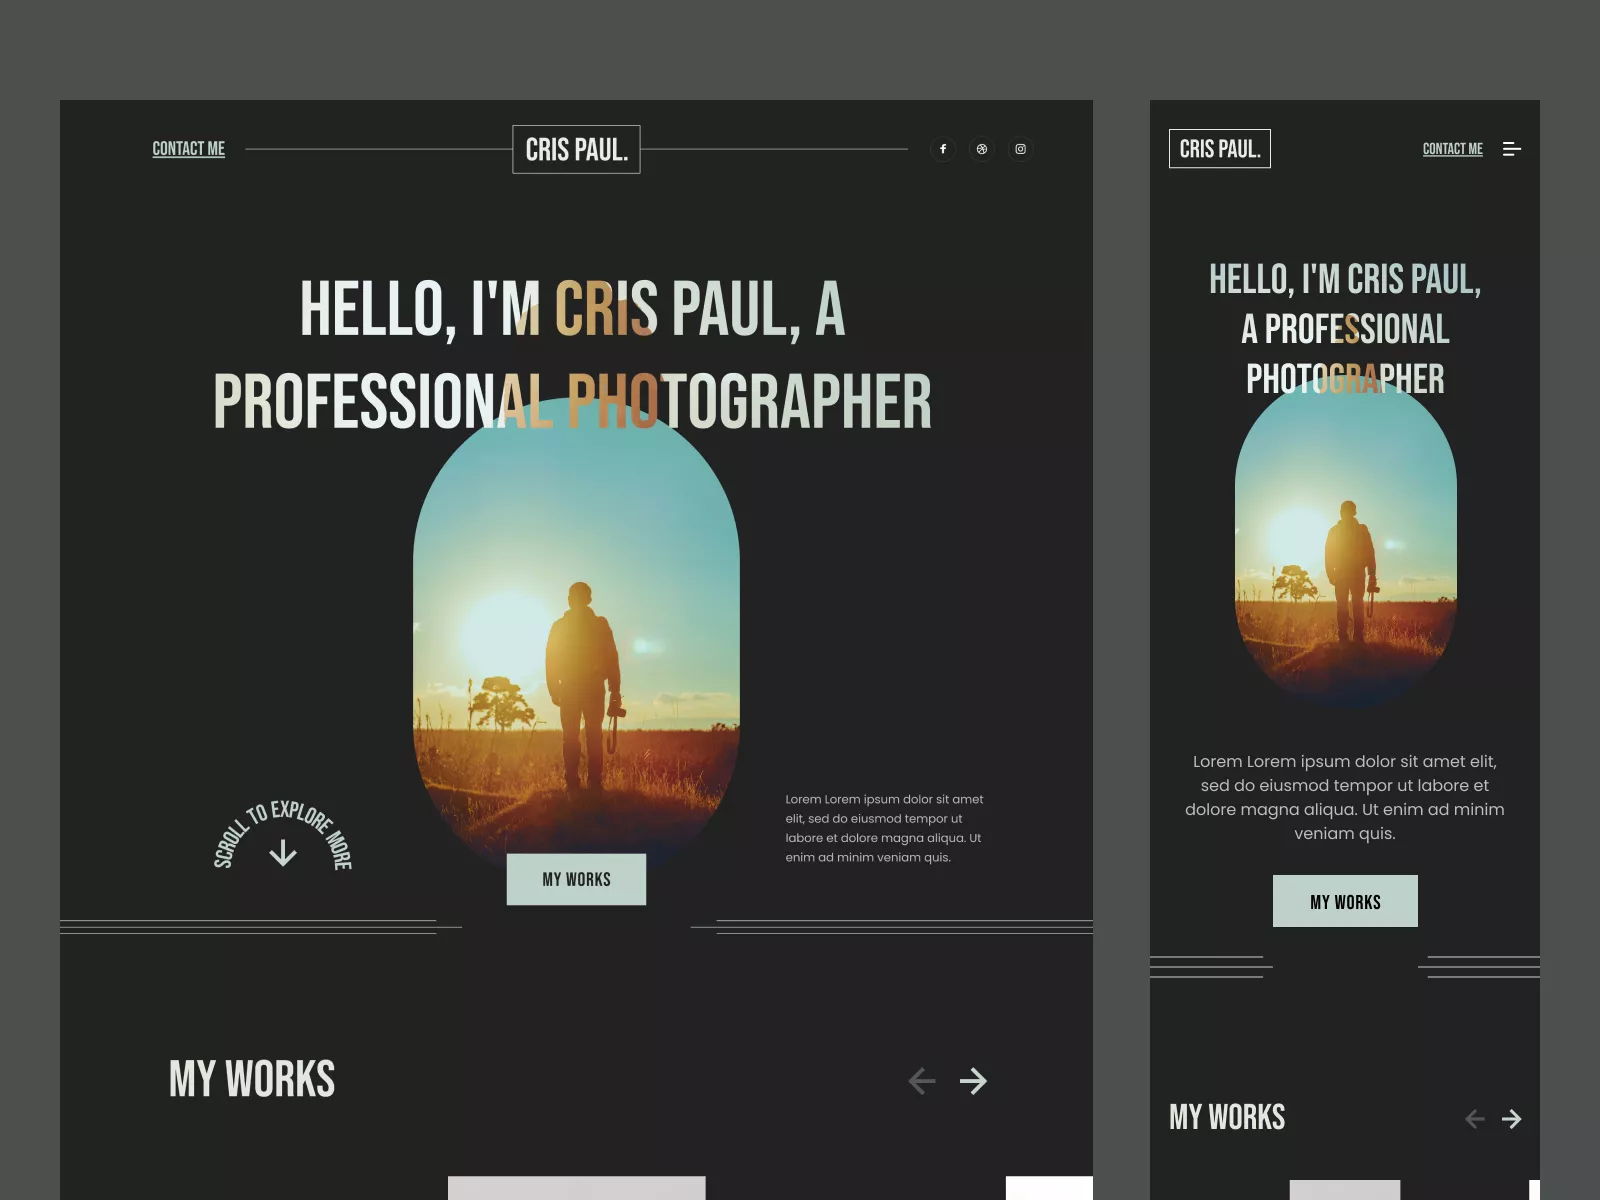 CONTACT ME
CRIS PAUL.
HELLO, I'M CRIS PAUL, A
PROFESSIONAL PHOTOGRAPHER
SCROLL TO EXPLORE MORE
Lorem Lorem ipsum dolor sit amet
elit, sed do eiusmod tempor ut
labore et dolore magna aliqua. Ut
enim ad minim veniam quis.
MY WORKS
MY WORKS
CRIS PAUL.
CONTACT ME
HELLO, I'M CRIS PAUL,
A PROFESSIONAL
PHOTOGRAPHER
Lorem Lorem ipsum dolor sit amet elit,
sed do eiusmod tempor ut labore et
dolore magna aliqua. Ut enim ad minim
veniam quis.
MY WORKS
MY WORKS